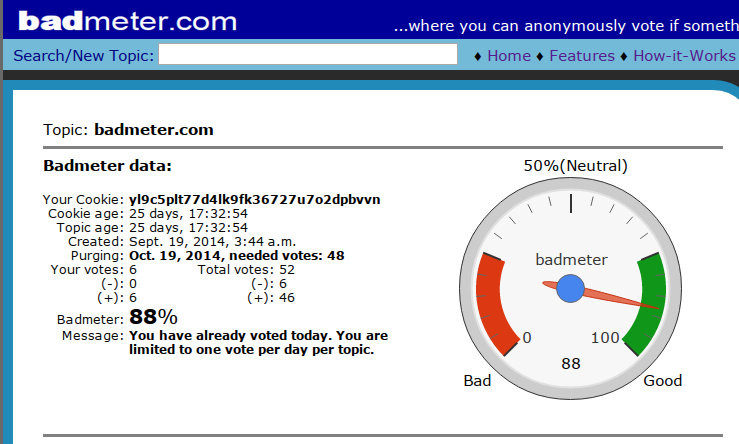 badmeter.com
...where you can anonymously vote if someth
Search/New Topic: ♦ Home ♦ Features ♦ How-it-Works
Topic: badmeter.com
Badmeter data:
Your Cookie: yl9c5plt77d4lk9fk36727u7o2dpbvvn
Cookie age: 25 days, 17:32:54
Topic age: 25 days, 17:32:54
Created: Sept. 19, 2014, 3:44 a.m.
Purging: Oct. 19, 2014, needed votes: 48
Your votes: 6 Total votes: 52
(-): 0 (-): 6
(+): 6 (+): 46
Badmeter: 88%
Message: You have already voted today. You are
limited to one vote per day per topic.
50%(Neutral)
badmeter
0 100
88
Bad Good